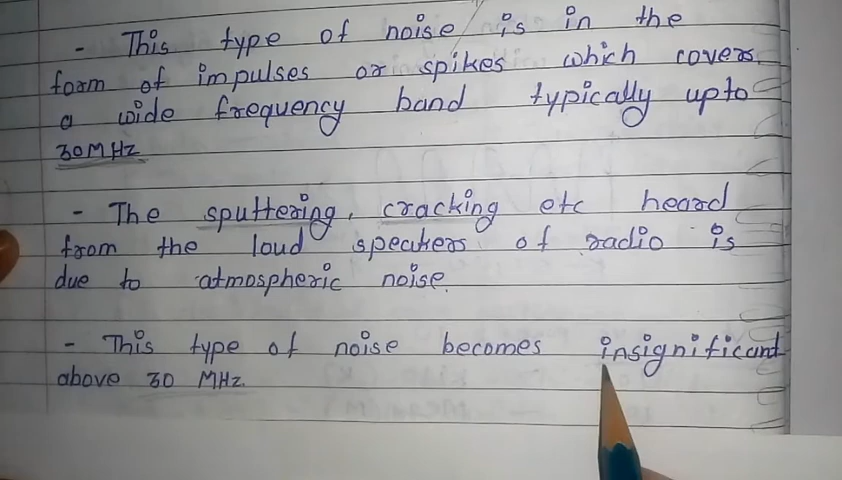 - This type of noise is in the
form of impulses or spikes which covers
a wide frequency band typically upto
30MHz
- The sputtering, cracking etc heard
from the loud speakers of radio is
due to atmospheric noise.
- This type of noise becomes insignificant
above 30 MHz.